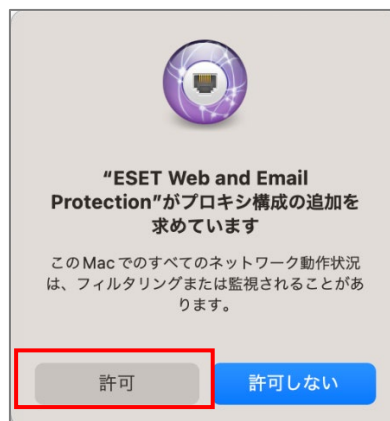 “ESET Web and Email
Protection”がプロキシ構成の追加を
求めています
このMacでのすべてのネットワーク動作状況
は、フィルタリングまたは監視されることがあ
ります。
許可
許可しない